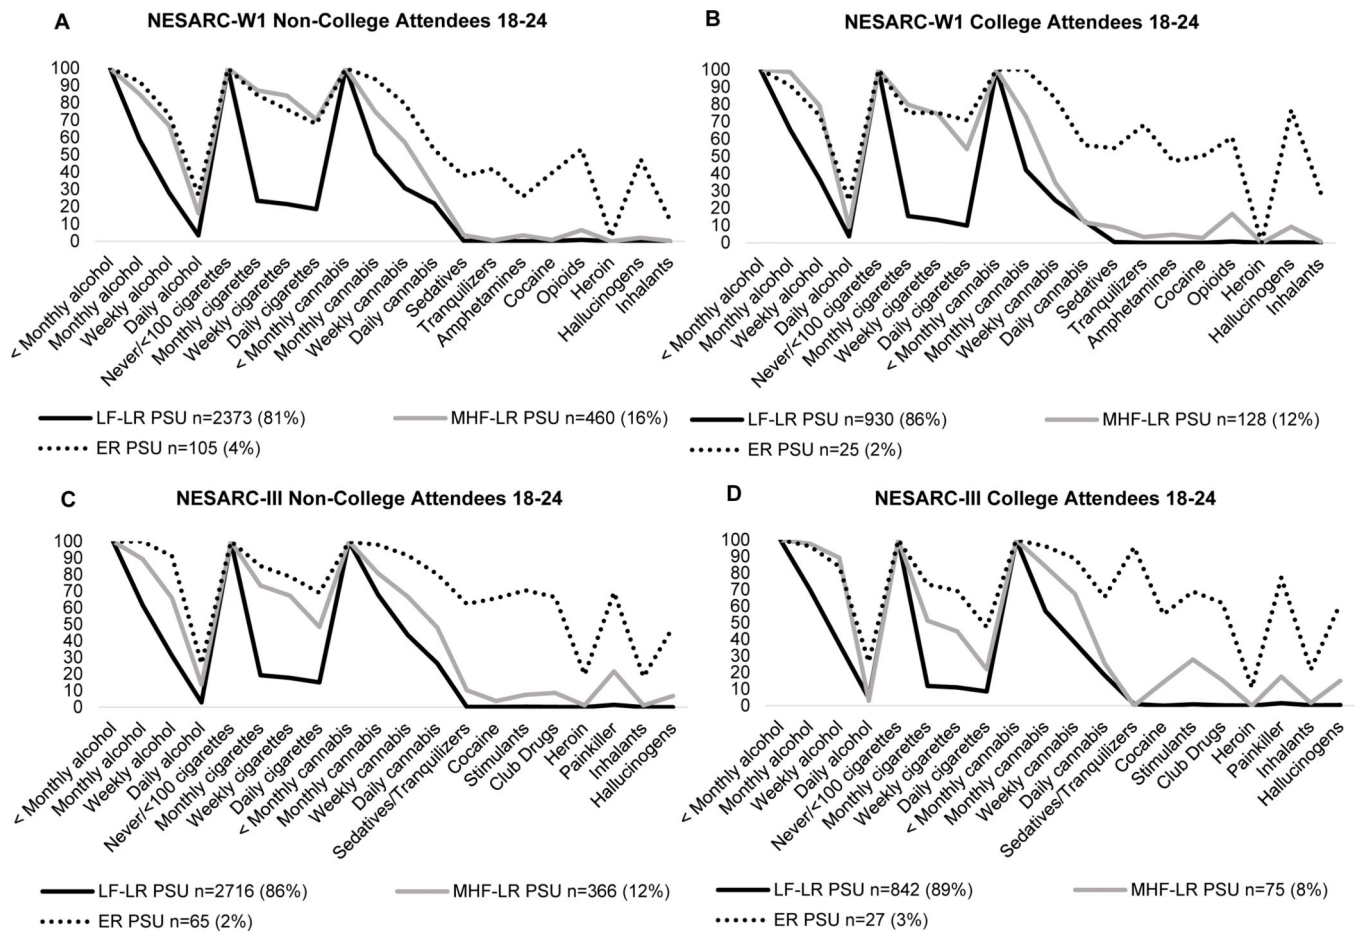 A
NESARC-W1 Non-College Attendees 18-24
100
90
80
70
60
50
40
30
20
10
0
< Monthly alcohol
Monthly alcohol
Weekly alcohol
Daily alcohol
Never/<100 cigarettes
Monthly cigarettes
Weekly cigarettes
Daily cigarettes
< Monthly cannabis
Monthly cannabis
Weekly cannabis
Daily cannabis
Sedatives
Tranquilizers
Amphetamines
Cocaine
Opioids
Heroin
Hallucinogens
Inhalants
LF-LR PSU n=2373 (81%)
MHF-LR PSU n=460 (16%)
ER PSU n=105 (4%)
B
NESARC-W1 College Attendees 18-24
100
90
80
70
60
50
40
30
20
10
0
< Monthly alcohol
Monthly alcohol
Weekly alcohol
Daily alcohol
Never/<100 cigarettes
Monthly cigarettes
Weekly cigarettes
Daily cigarettes
< Monthly cannabis
Monthly cannabis
Weekly cannabis
Daily cannabis
Sedatives
Tranquilizers
Amphetamines
Cocaine
Opioids
Heroin
Hallucinogens
Inhalants
LF-LR PSU n=930 (86%)
MHF-LR PSU n=128 (12%)
ER PSU n=25 (2%)
C
NESARC-III Non-College Attendees 18-24
100
90
80
70
60
50
40
30
20
10
0
< Monthly alcohol
Monthly alcohol
Weekly alcohol
Daily alcohol
Never/<100 cigarettes
Monthly cigarettes
Weekly cigarettes
Daily cigarettes
< Monthly cannabis
Monthly cannabis
Weekly cannabis
Daily cannabis
Sedatives/Tranquilizers
Cocaine
Stimulants
Club Drugs
Heroin
Painkiller
Inhalants
Hallucinogens
LF-LR PSU n=2716 (86%)
MHF-LR PSU n=366 (12%)
ER PSU n=65 (2%)
D
NESARC-III College Attendees 18-24
100
90
80
70
60
50
40
30
20
10
0
< Monthly alcohol
Monthly alcohol
Weekly alcohol
Daily alcohol
Never/<100 cigarettes
Monthly cigarettes
Weekly cigarettes
Daily cigarettes
< Monthly cannabis
Monthly cannabis
Weekly cannabis
Daily cannabis
Sedatives/Tranquilizers
Cocaine
Stimulants
Club Drugs
Heroin
Painkiller
Inhalants
Hallucinogens
LF-LR PSU n=842 (89%)
MHF-LR PSU n=75 (8%)
ER PSU n=27 (3%)